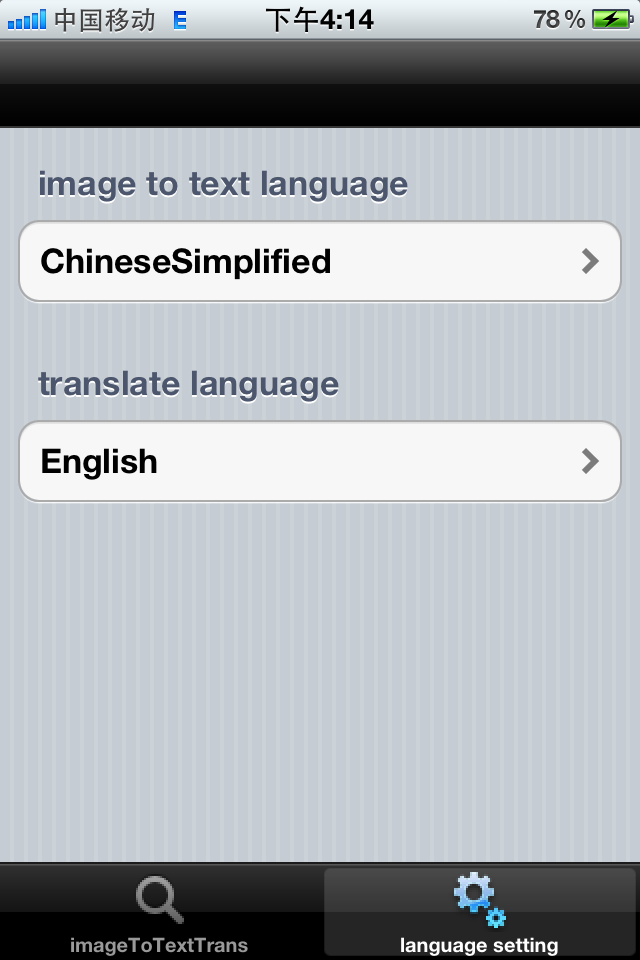 中国移动 E 下午4:14 78%
image to text language
ChineseSimplified
translate language
English
imageToTextTrans language setting